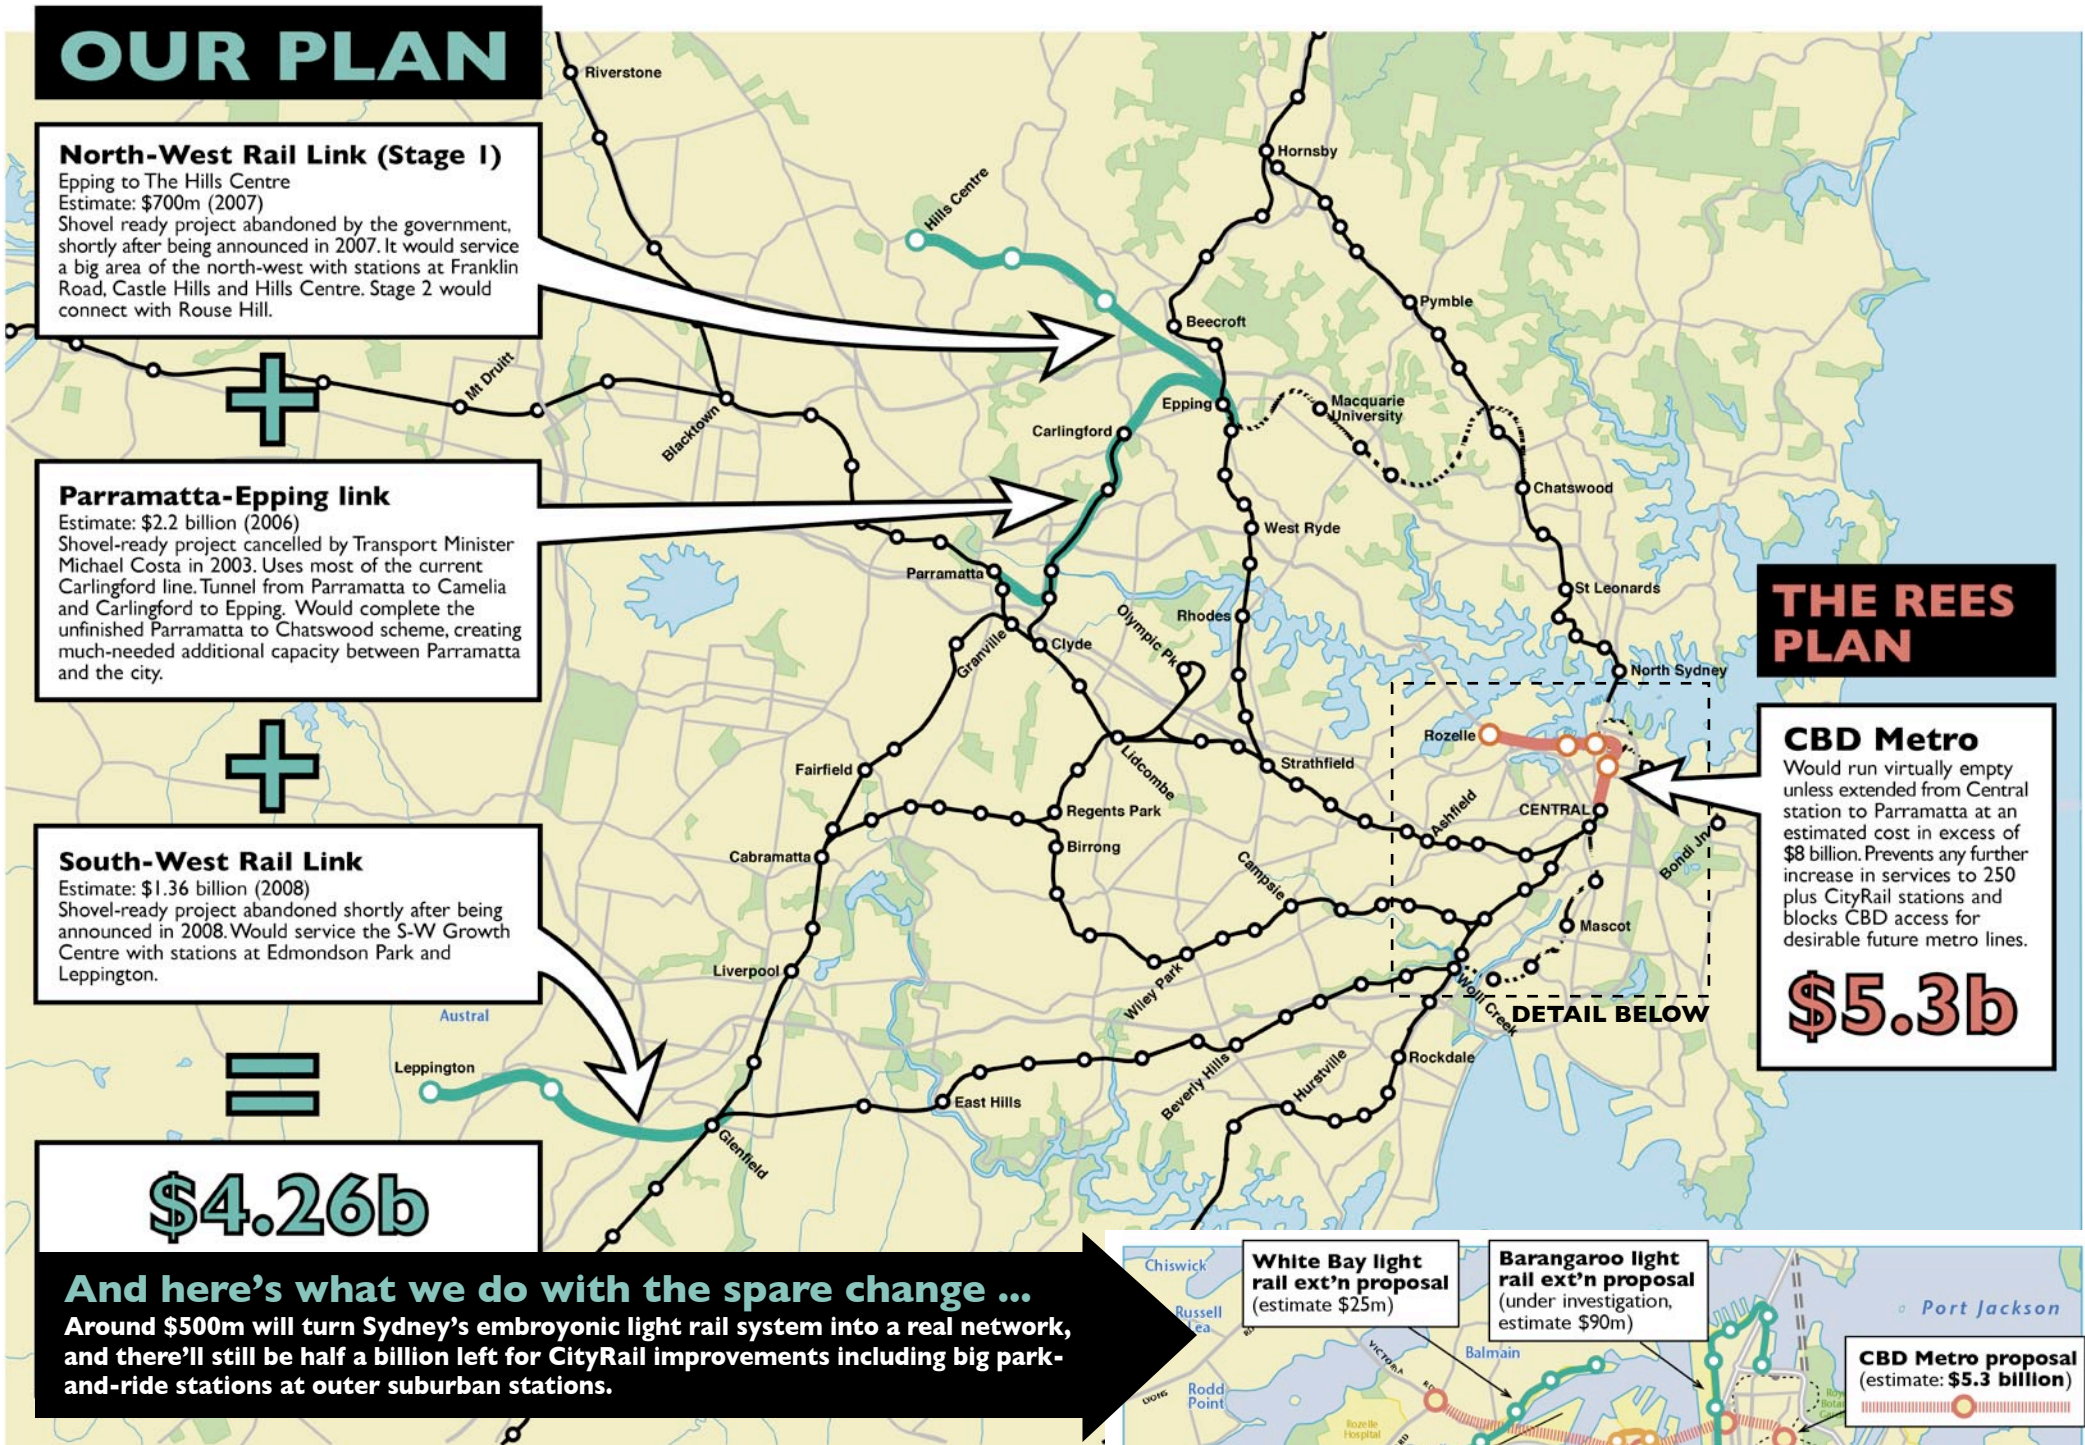 OUR PLAN
North-West Rail Link (Stage 1)
Epping to The Hills Centre
Estimate: $700m (2007)
Shovel ready project abandoned by the government,
shortly after being announced in 2007. It would service
a big area of the north-west with stations at Franklin
Road, Castle Hills and Hills Centre. Stage 2 would
connect with Rouse Hill.
+
Parramatta-Epping link
Estimate: $2.2 billion (2006)
Shovel-ready project cancelled by Transport Minister
Michael Costa in 2003. Uses most of the current
Carlingford line. Tunnel from Parramatta to Camelia
and Carlingford to Epping. Would complete the
unfinished Parramatta to Chatswood scheme, creating
much-needed additional capacity between Parramatta
and the city.
+
South-West Rail Link
Estimate: $1.36 billion (2008)
Shovel-ready project abandoned shortly after being
announced in 2008. Would service the S-W Growth
Centre with stations at Edmondson Park and
Leppington.
=
$4.26b
And here's what we do with the spare change ...
Around $500m will turn Sydney's embroyonic light rail system into a real network,
and there'll still be half a billion left for CityRail improvements including big park-
and-ride stations at outer suburban stations.
Riverstone
Hills Centre
Hornsby
Pymble
Beecroft
Mt Druitt
Blacktown
Epping
Macquarie
University
Carlingford
Chatswood
West Ryde
Parramatta
St Leonards
Olympic Pk
Rhodes
Granville
Clyde
North Sydney
Rozelle
Lidcombe
Strathfield
Fairfield
Regents Park
Ashfield
CENTRAL
Birrong
Cabramatta
Campsie
Bondi Jn
Mascot
Liverpool
Wiley Park
Wolli Creek
DETAIL BELOW
Austral
Leppington
Rockdale
Beverly Hills
Hurstville
East Hills
Glenfield
THE REES
PLAN
CBD Metro
Would run virtually empty
unless extended from Central
station to Parramatta at an
estimated cost in excess of
$8 billion. Prevents any further
increase in services to 250
plus CityRail stations and
blocks CBD access for
desirable future metro lines.
$5.3b
Chiswick
Russell
Rodd
Point
LYONS
VICTORIA
Balmain
Rozelle
Hospital
White Bay light
rail ext'n proposal
(estimate $25m)
Barangaroo light
rail ext'n proposal
(under investigation,
estimate $90m)
Port Jackson
CBD Metro proposal
(estimate: $5.3 billion)